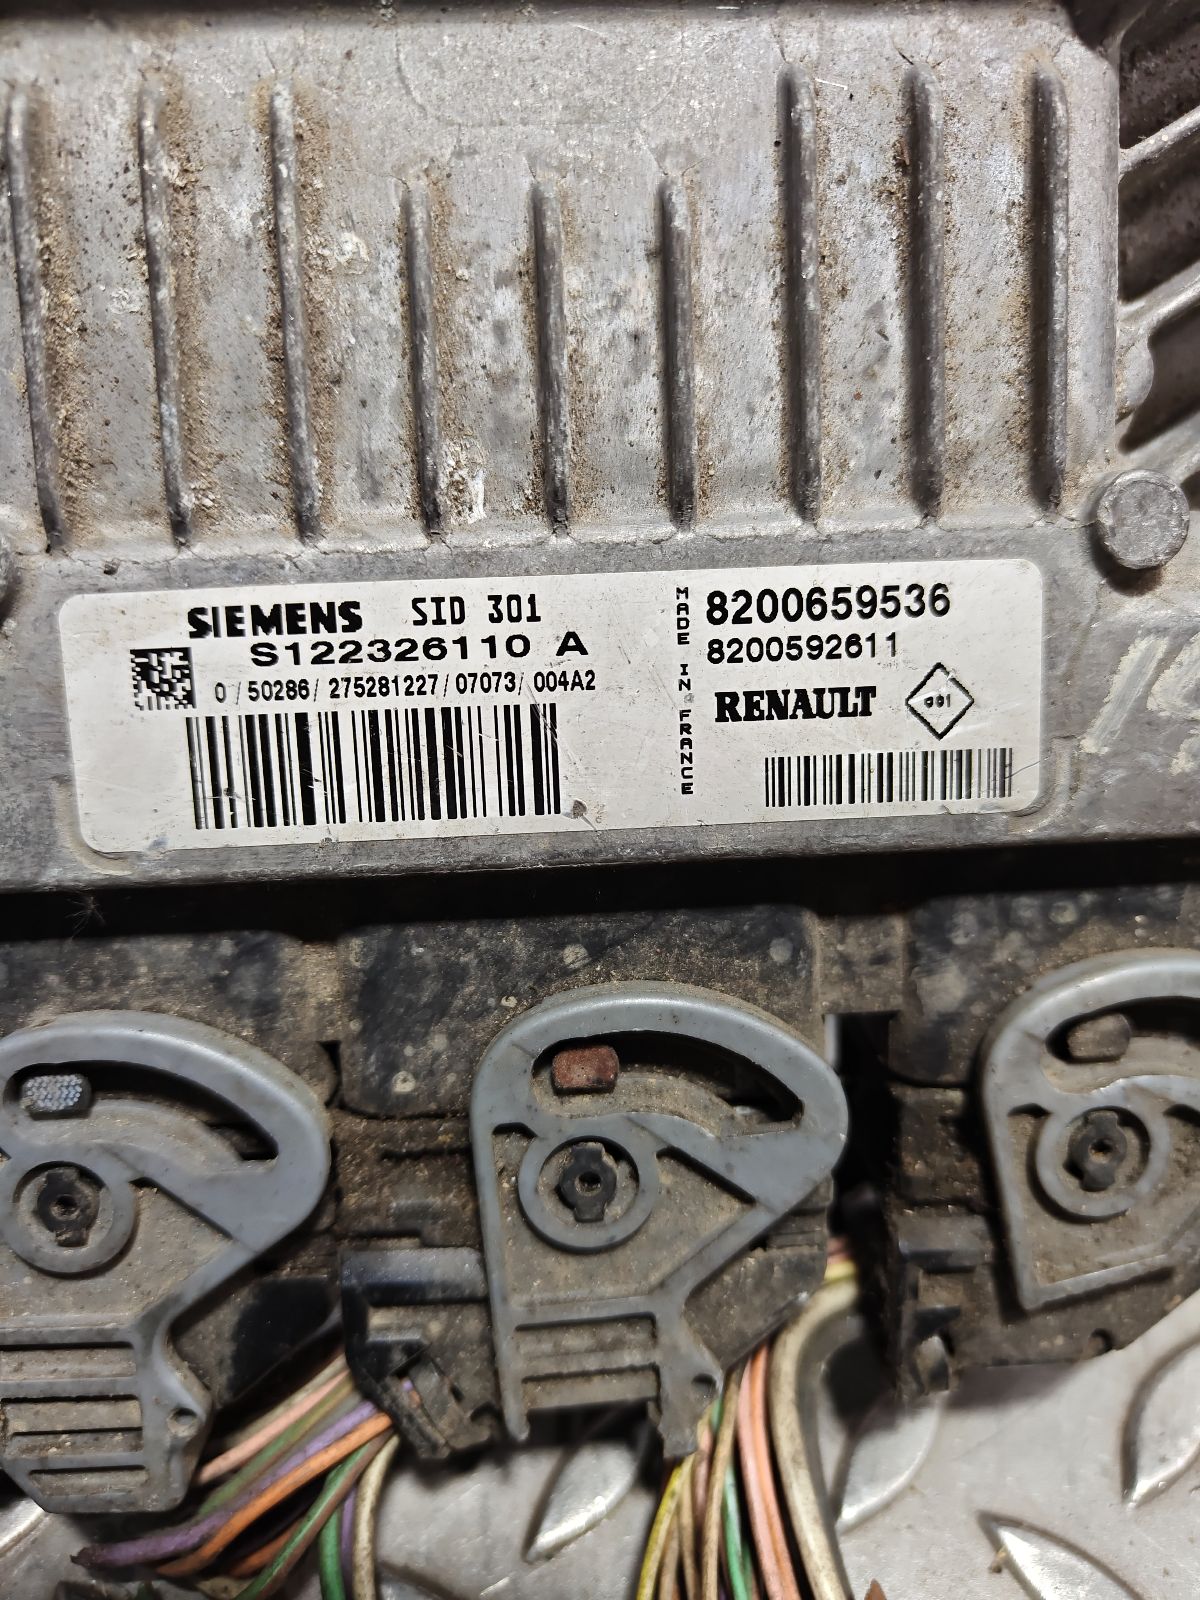 SIEMENS SID 301
S122326110 A
0 / 50286 / 275281227 / 07073 / 004A2
MADE IN FRANCE
8200659536
8200592611
RENAULT